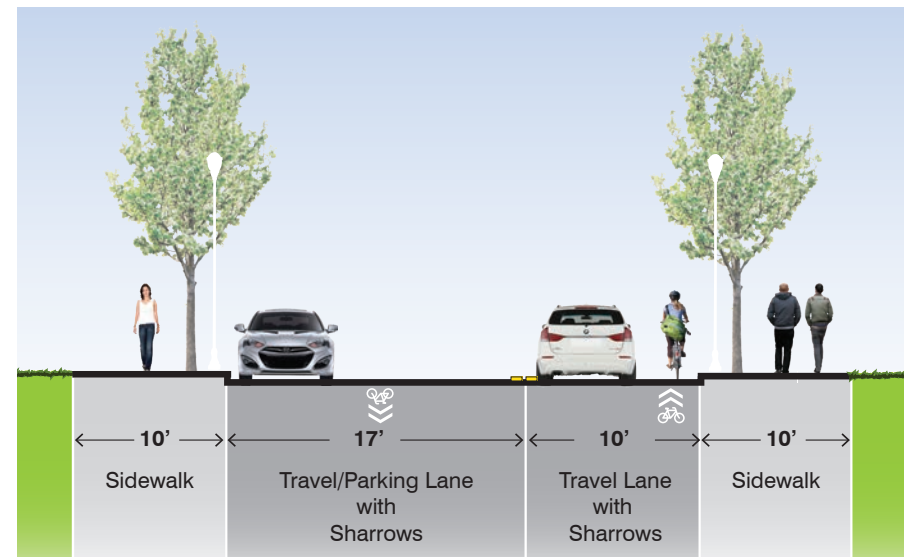 10’ 17’ 10’ 10’
Sidewalk Travel/Parking Lane Travel Lane Sidewalk
with with
Sharrows Sharrows